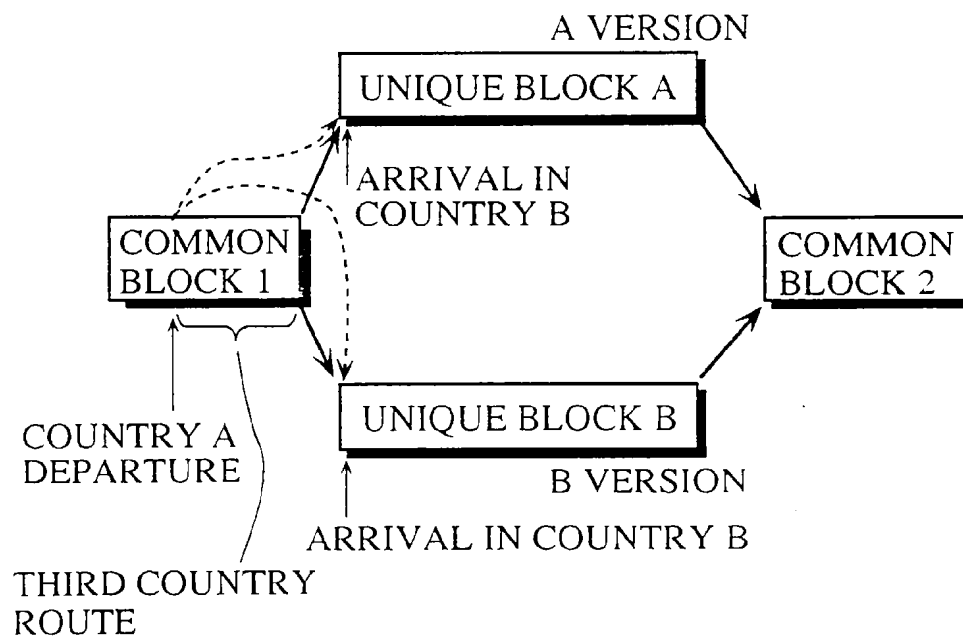 A VERSION
UNIQUE BLOCK A
ARRIVAL IN
COUNTRY B
COMMON
BLOCK 1
COMMON
BLOCK 2
UNIQUE BLOCK B
COUNTRY A
DEPARTURE
B VERSION
ARRIVAL IN COUNTRY B
THIRD COUNTRY
ROUTE